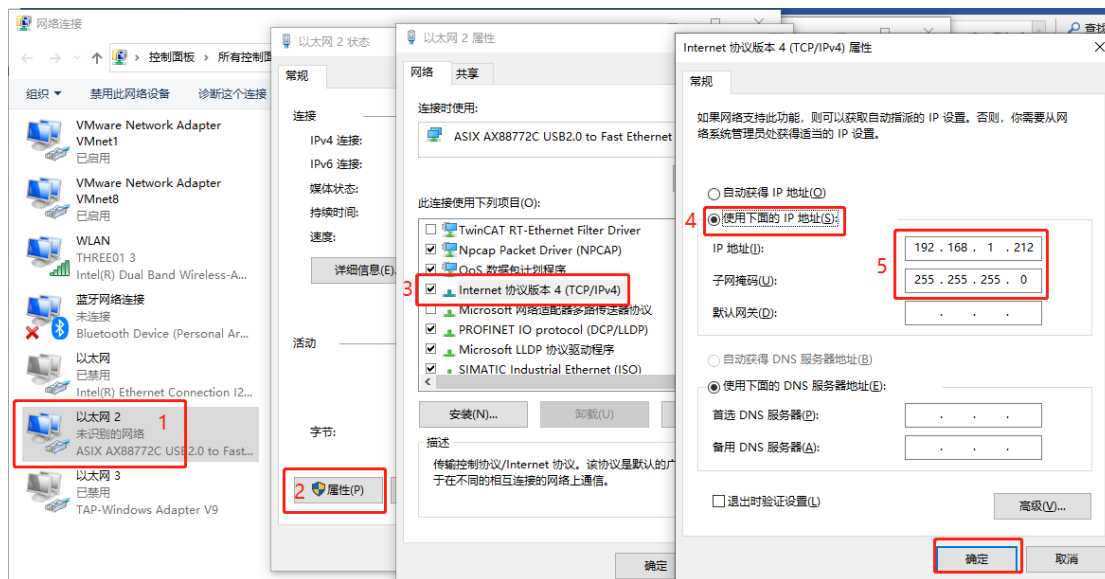 网络连接
控制面板 › 所有控制面
组织
禁用此网络设备
诊断这个连接
VMware Network Adapter
VMnet1
已启用
VMware Network Adapter
VMnet8
已启用
WLAN
THREE01 3
Intel(R) Dual Band Wireless-A...
蓝牙网络连接
未连接
Bluetooth Device (Personal Ar...
以太网
已禁用
Intel(R) Ethernet Connection I2...
以太网 2
未识别的网络
ASIX AX88772C USB2.0 to Fast...
1
以太网 3
已禁用
TAP-Windows Adapter V9
以太网 2 状态
常规
连接
IPv4 连接:
IPv6 连接:
媒体状态:
持续时间:
速度:
详细信息(E)
活动
字节:
2
属性(P)
以太网 2 属性
网络
共享
连接时使用:
ASIX AX88772C USB2.0 to Fast Ethernet
此连接使用下列项目(O):
TwinCAT RT-Ethernet Filter Driver
Npcap Packet Driver (NPCAP)
QoS 数据包计划程序
3
Internet 协议版本 4 (TCP/IPv4)
Microsoft 网络适配器多路传送器协议
PROFINET IO protocol (DCP/LLDP)
Microsoft LLDP 协议驱动程序
SIMATIC Industrial Ethernet (ISO)
安装(N)...
卸载(U)
描述
传输控制协议/Internet 协议。该协议是默认的广
于在不同的相互连接的网络上通信。
确定
查找
Internet 协议版本 4 (TCP/IPv4) 属性
常规
如果网络支持此功能，则可以获取自动指派的 IP 设置。否则，你需要从网
络系统管理员处获得适当的 IP 设置。
自动获得 IP 地址(O)
4
使用下面的 IP 地址(S):
IP 地址(I):
192 . 168 . 1 . 212
5
子网掩码(U):
255 . 255 . 255 . 0
默认网关(D):
. . .
自动获得 DNS 服务器地址(B)
使用下面的 DNS 服务器地址(E):
首选 DNS 服务器(P):
. . .
备用 DNS 服务器(A):
. . .
退出时验证设置(L)
高级(V)...
确定
取消